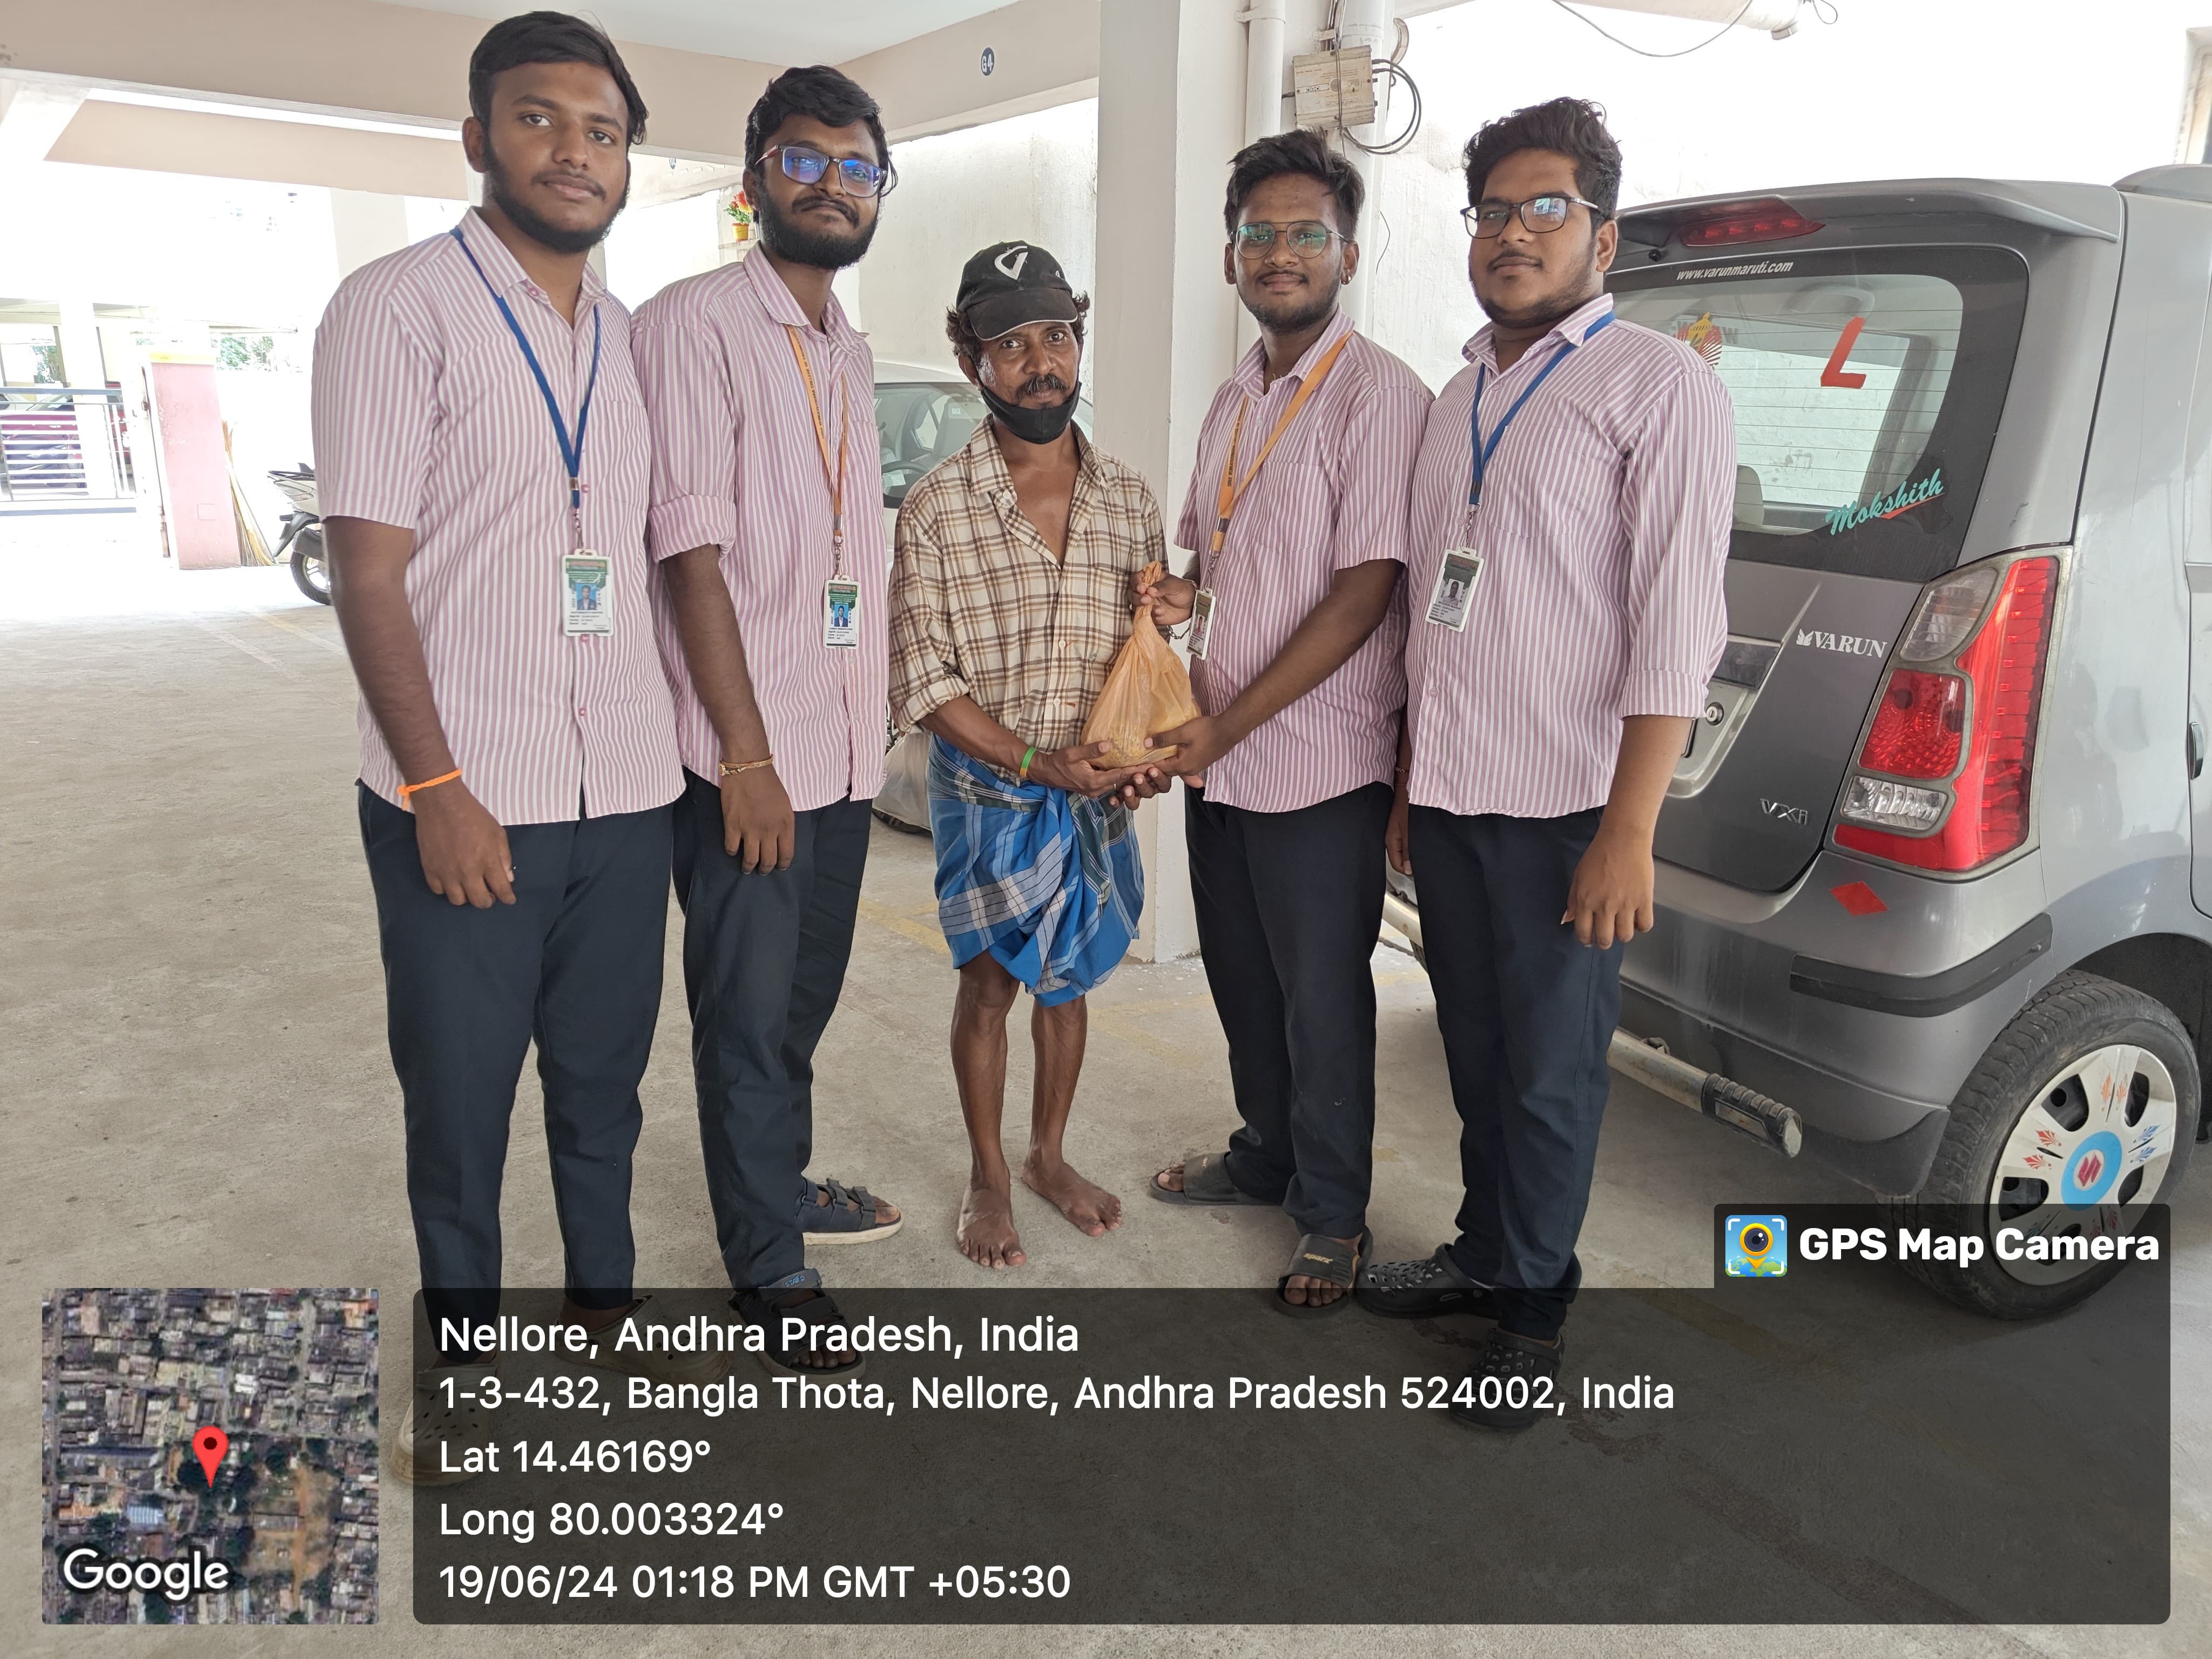 G4
www.varunmaruti.com
L
Mokshith
VARUN
VXi
GPS Map Camera
Nellore, Andhra Pradesh, India
1-3-432, Bangla Thota, Nellore, Andhra Pradesh 524002, India
Lat 14.46169°
Long 80.003324°
19/06/24 01:18 PM GMT +05:30
Google